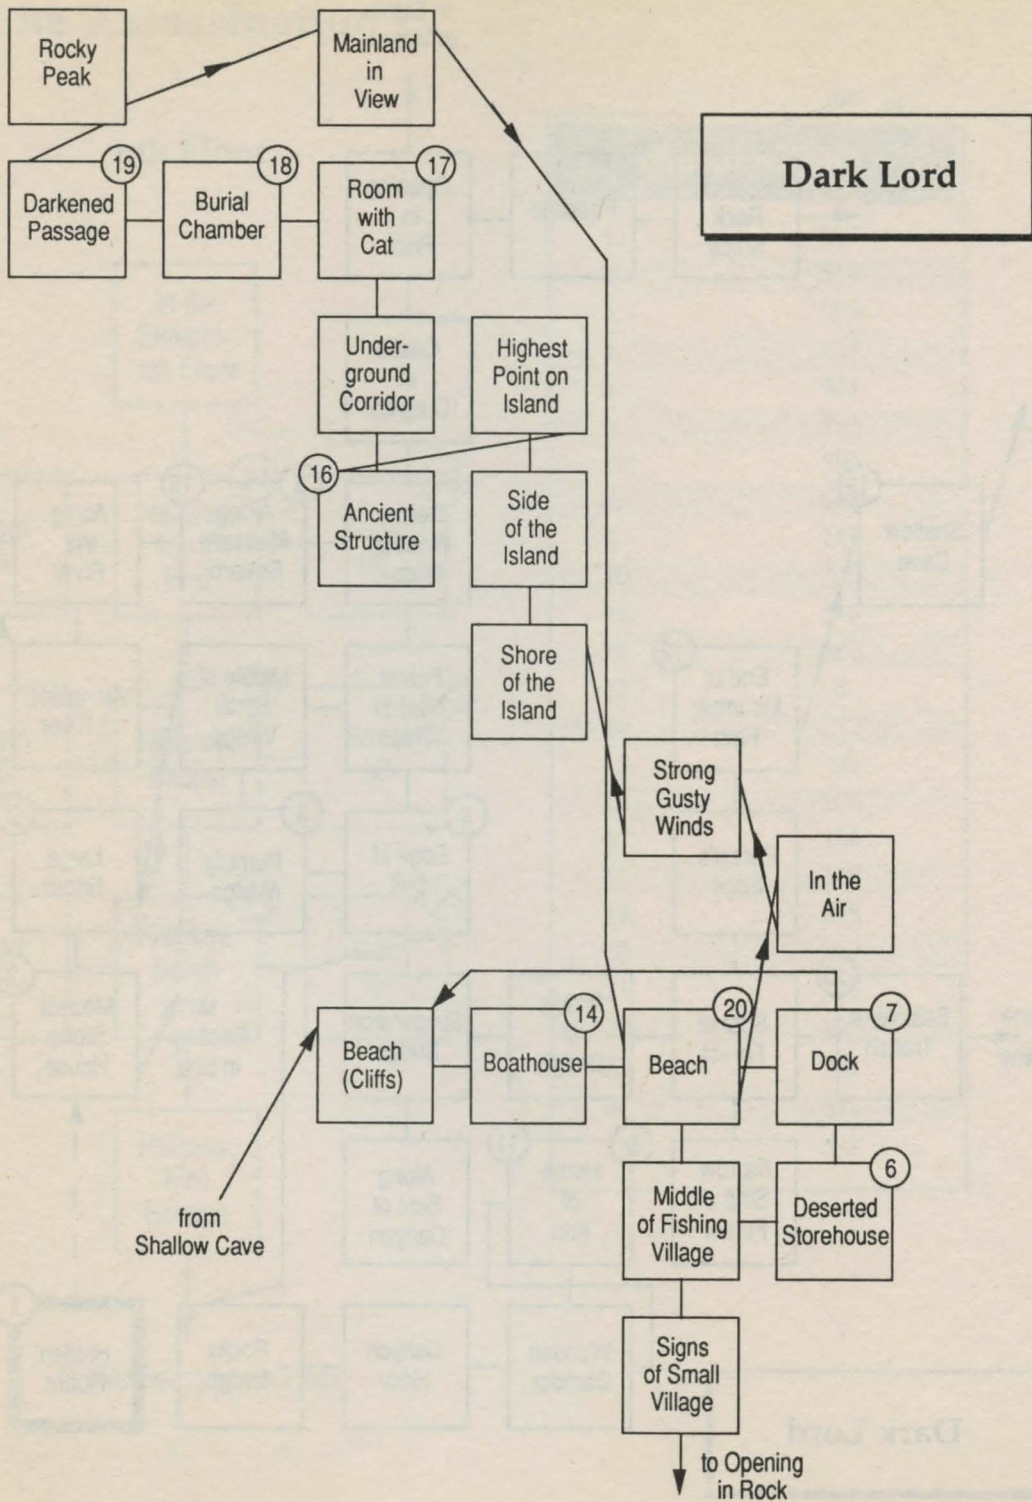 Rocky
Peak
Mainland
in
View
Dark Lord
19
Darkened
Passage
18
Burial
Chamber
17
Room
with
Cat
Under-
ground
Corridor
Highest
Point on
Island
16
Ancient
Structure
Side
of the
Island
Shore
of the
Island
Strong
Gusty
Winds
In the
Air
Beach
(Cliffs)
14
Boathouse
20
Beach
7
Dock
from
Shallow Cave
Middle
of Fishing
Village
6
Deserted
Storehouse
Signs
of Small
Village
to Opening
in Rock